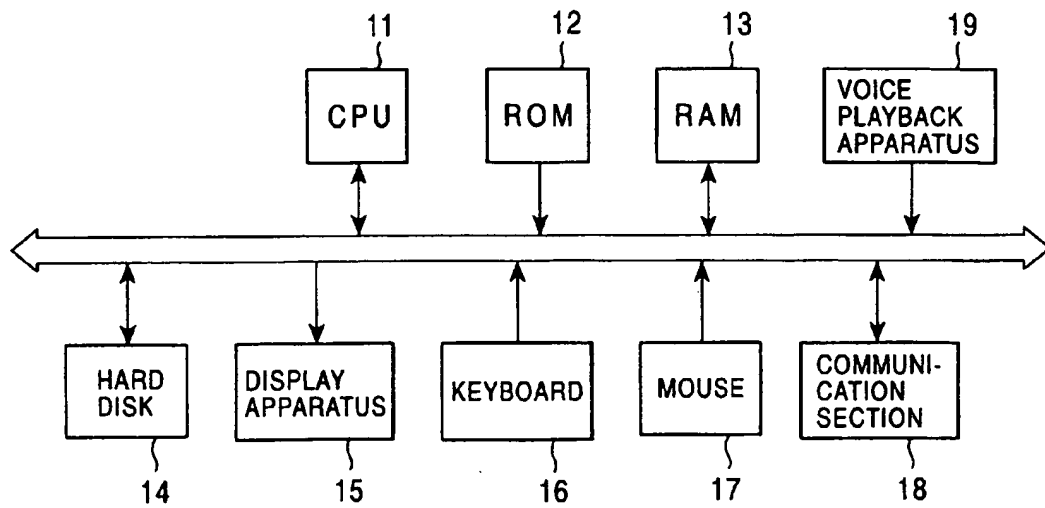 11
12
13
19
CPU
ROM
RAM
VOICE
PLAYBACK
APPARATUS
HARD
DISK
DISPLAY
APPARATUS
KEYBOARD
MOUSE
COMMUNI-
CATION
SECTION
14
15
16
17
18